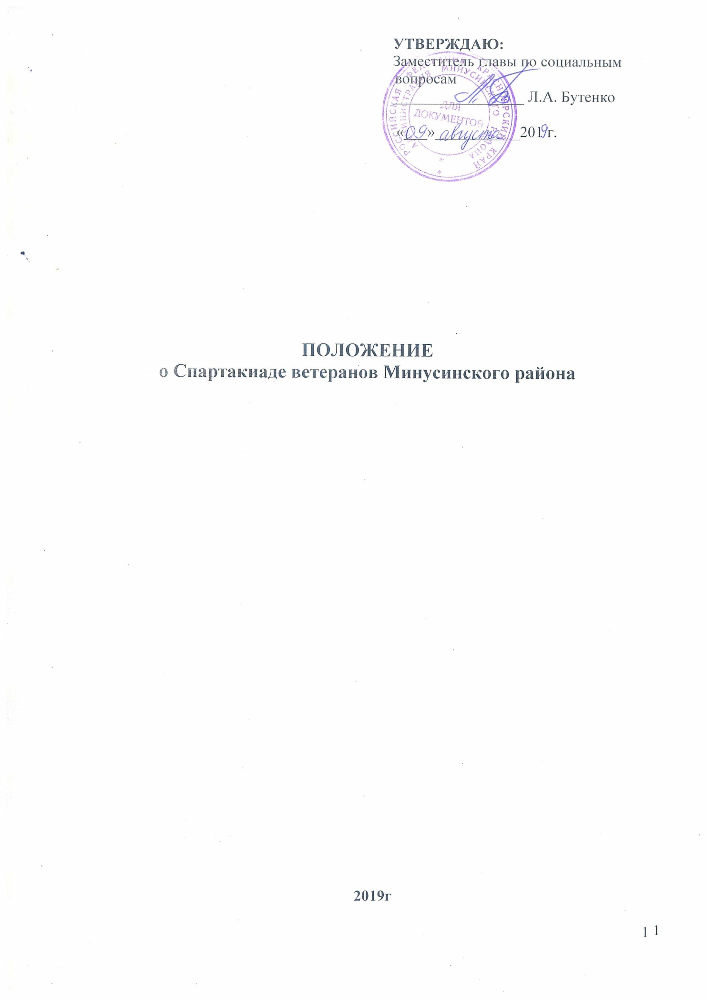 УТВЕРЖДАЮ:
Заместитель главы по социальным
вопросам
_________________ Л.А. Бутенко
«09» августа 2019г.
РОССИЙСКАЯ ФЕДЕРАЦИЯ КРАСНОЯРСКИЙ КРАЙ
АДМИНИСТРАЦИЯ МИНУСИНСКОГО РАЙОНА
ДЛЯ
ДОКУМЕНТОВ
ПОЛОЖЕНИЕ
о Спартакиаде ветеранов Минусинского района
2019г
1 1